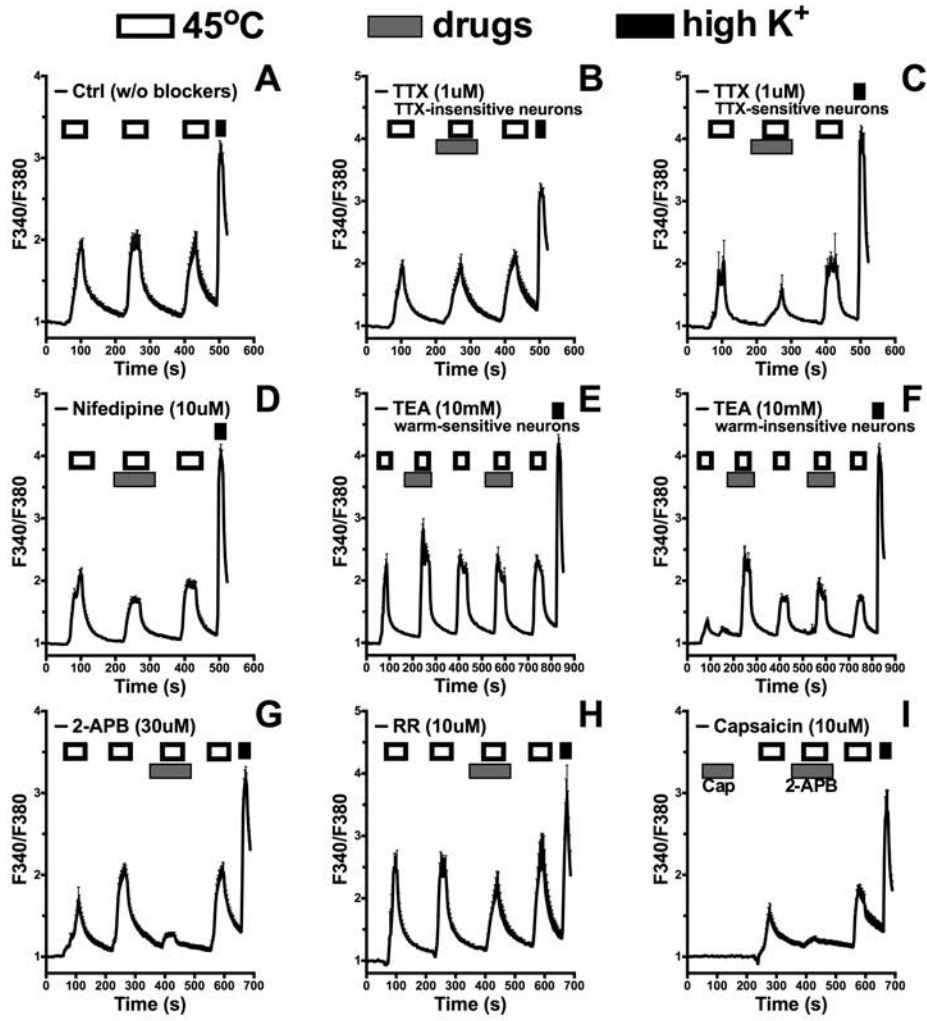 45°C drugs high K+
A
Ctrl (w/o blockers)
F340/F380
4
3
2
1
0 100 200 300 400 500 600
Time (s)
B
TTX (1uM)
TTX-insensitive neurons
5
4
3
2
1
0 100 200 300 400 500 600
Time (s)
C
TTX (1uM)
TTX-sensitive neurons
F340/F380
5
4
3
2
1
0 100 200 300 400 500 600
Time (s)
D
Nifedipine (10uM)
F340/F380
5
4
3
2
1
0 100 200 300 400 500 600
Time (s)
E
TEA (10mM)
warm-sensitive neurons
F340/F380
5
4
3
2
1
0 100 200 300 400 500 600 700 800 900
Time (s)
F
TEA (10mM)
warm-insensitive neurons
F340/F380
5
4
3
2
1
0 100 200 300 400 500 600 700 800 900
Time (s)
G
2-APB (30uM)
F340/F380
4
3
2
1
0 100 200 300 400 500 600 700
Time (s)
H
RR (10uM)
F340/F380
5
4
3
2
1
0 100 200 300 400 500 600 700
Time (s)
I
Capsaicin (10uM)
Cap 2-APB
F340/F380
4
3
2
1
0 100 200 300 400 500 600 700
Time (s)